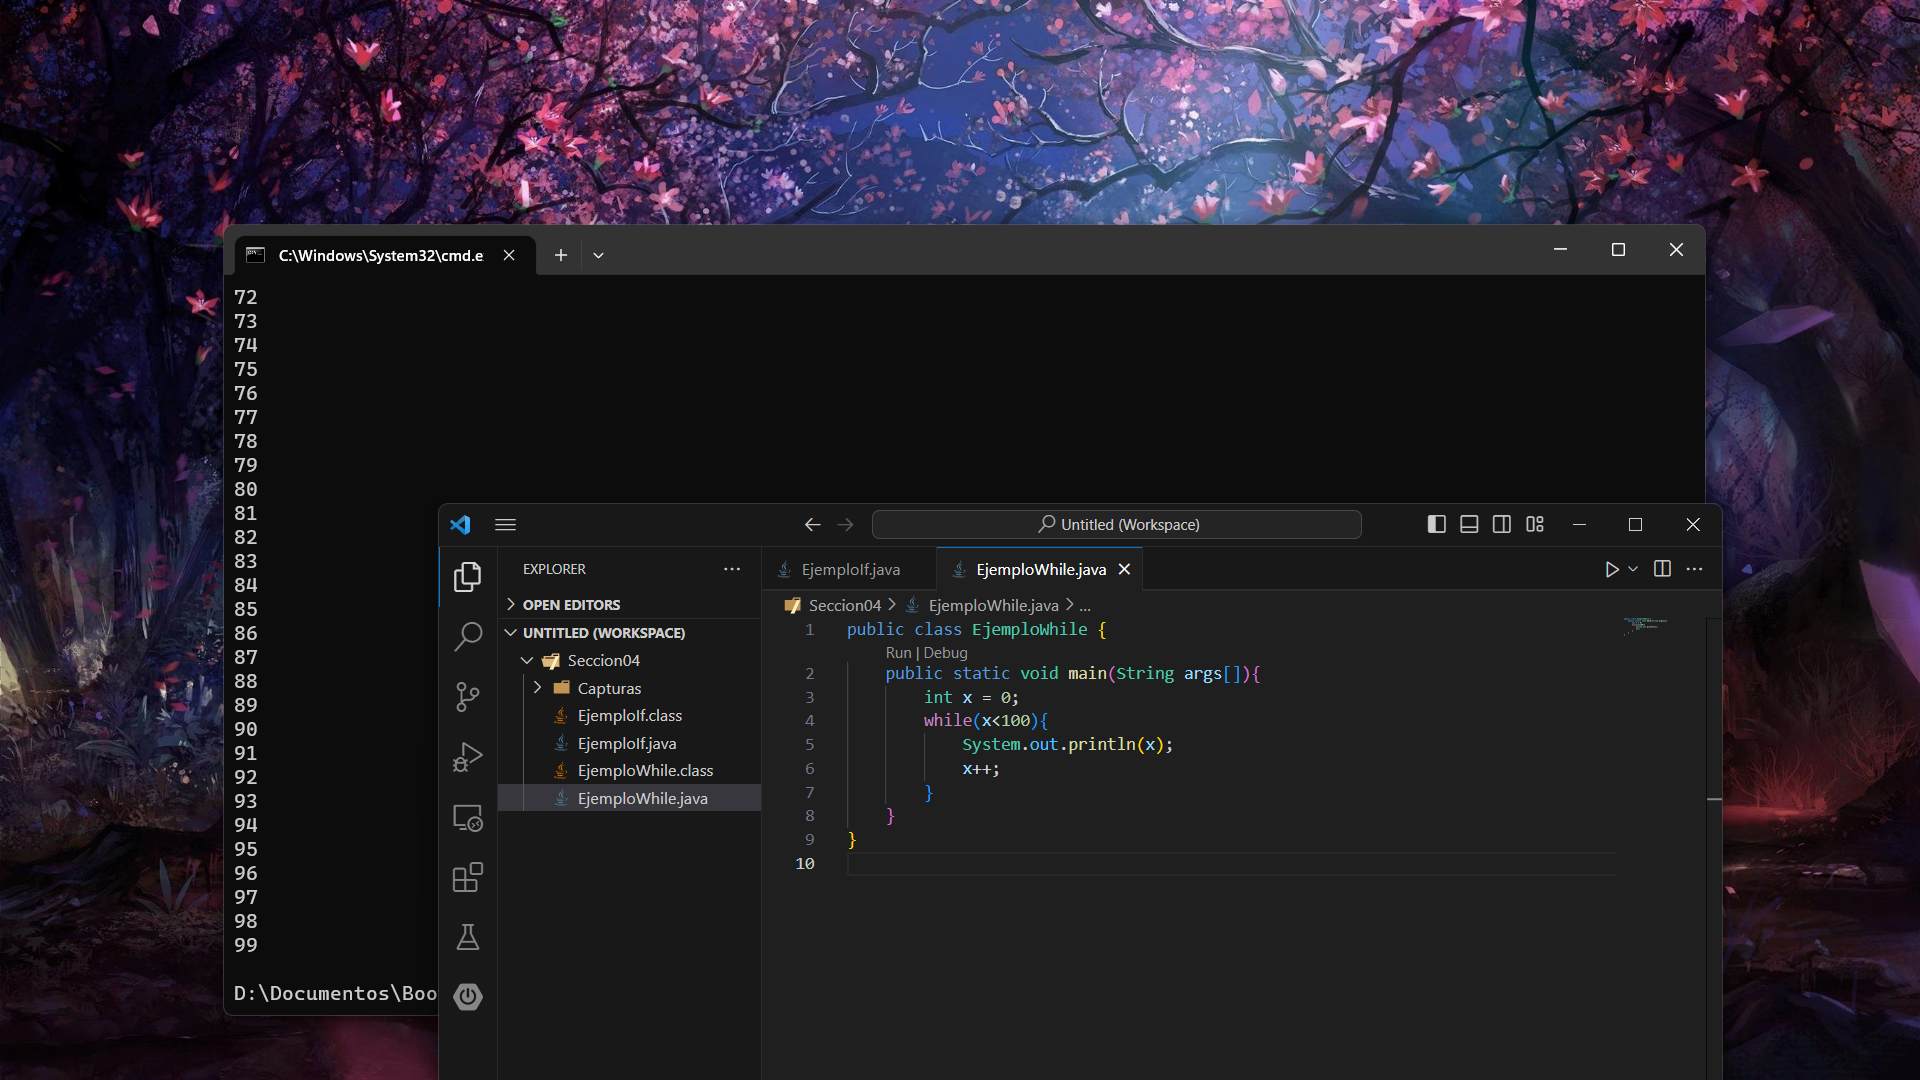 C:\Windows\System32\cmd.e
72
73
74
75
76
77
78
79
80
81
82
83
84
85
86
87
88
89
90
91
92
93
94
95
96
97
98
99
D:\Documentos\Boo
Untitled (Workspace)
EXPLORER
OPEN EDITORS
UNTITLED (WORKSPACE)
Seccion04
Capturas
EjemploIf.class
EjemploIf.java
EjemploWhile.class
EjemploWhile.java
EjemploIf.java
EjemploWhile.java
Seccion04 > EjemploWhile.java > ...
1 public class EjemploWhile {
Run | Debug
2 public static void main(String args[]){
3 int x = 0;
4 while(x<100){
5 System.out.println(x);
6 x++;
7 }
8 }
9 }
10